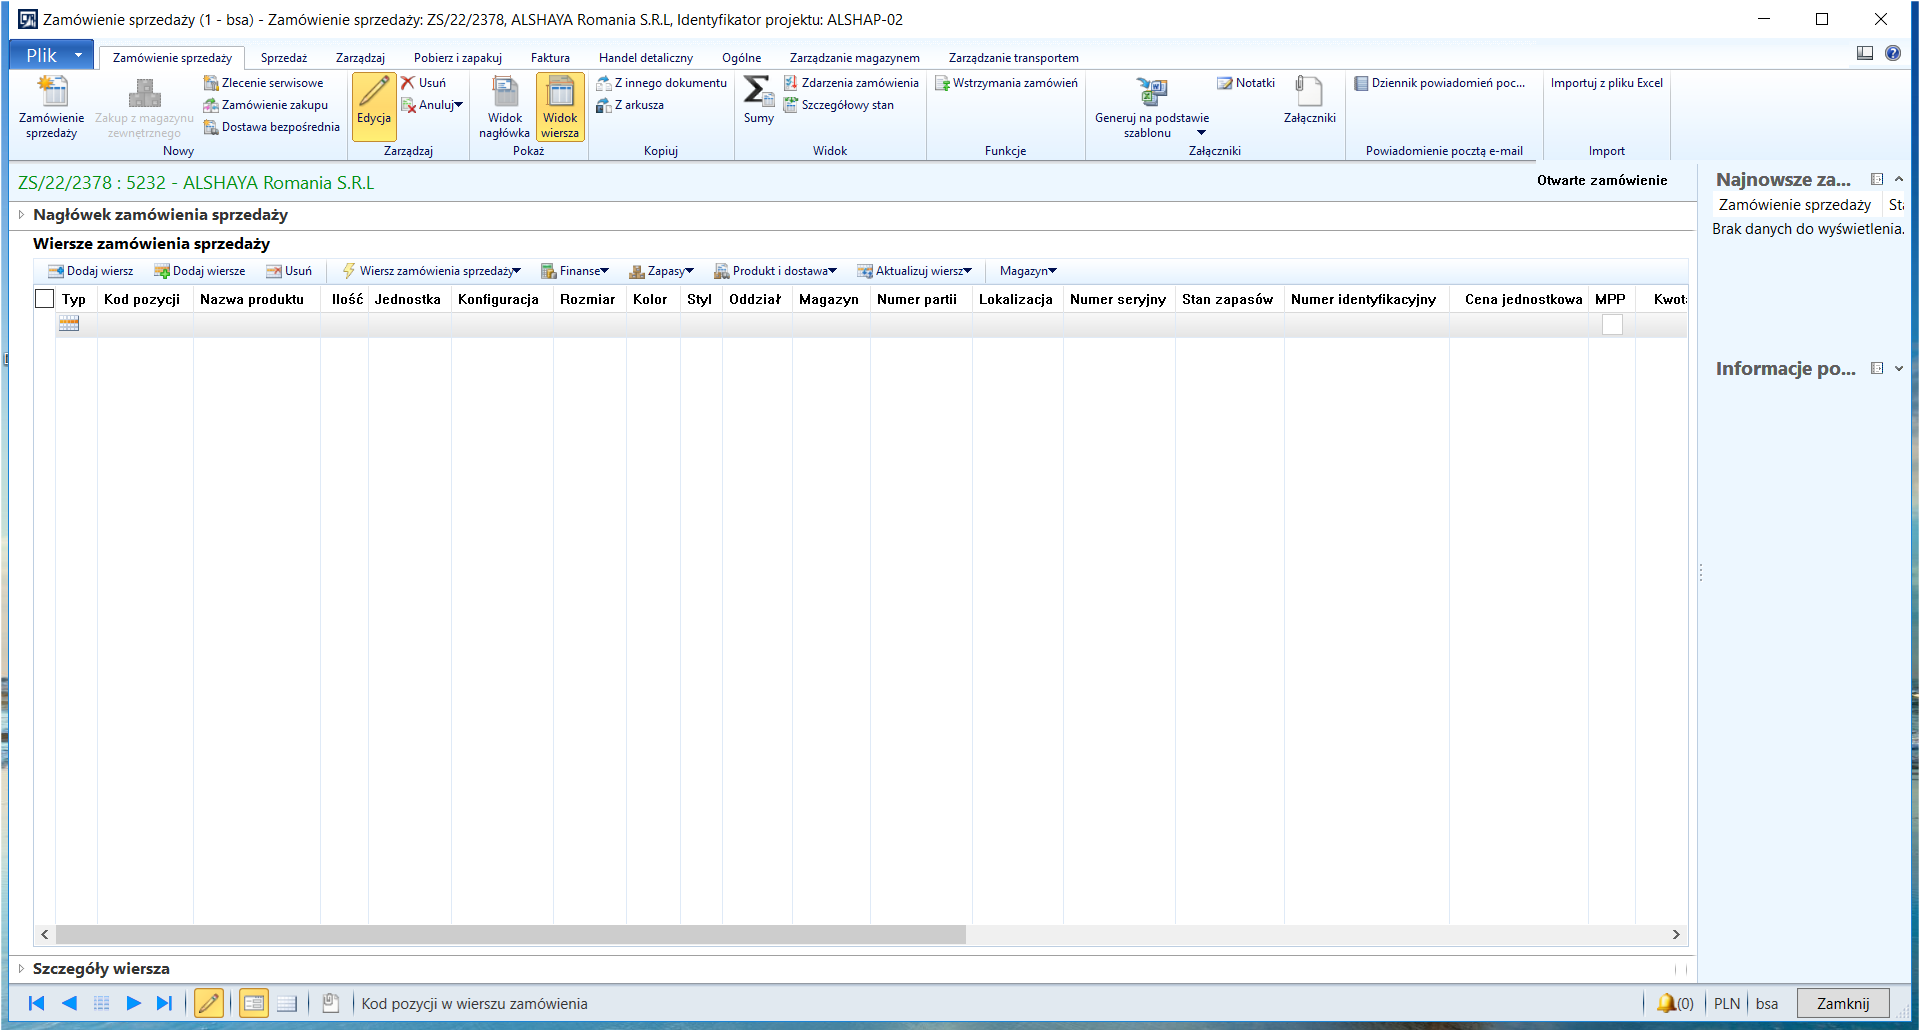 Zamówienie sprzedaży (1 - bsa) - Zamówienie sprzedaży: ZS/22/2378, ALSHAYA Romania S.R.L, Identyfikator projektu: ALSHAP-02
Plik Zamówienie sprzedaży Sprzedaż Zarządzaj Pobierz i zapakuj Faktura Handel detaliczny Ogólne Zarządzanie magazynem Zarządzanie transportem
Zamówienie sprzedaży
Zakup z magazynu zewnętrznego
Zlecenie serwisowe
Zamówienie zakupu
Dostawa bezpośrednia
Nowy
Edycja
Usuń
Anuluj
Zarządzaj
Widok nagłówka
Widok wiersza
Pokaż
Z innego dokumentu
Z arkusza
Kopiuj
Sumy
Zdarzenia zamówienia
Szczegółowy stan
Widok
Wstrzymania zamówień
Funkcje
Generuj na podstawie szablonu
Notatki
Załączniki
Załączniki
Dziennik powiadomień poc...
Powiadomienie pocztą e-mail
Importuj z pliku Excel
Import
ZS/22/2378 : 5232 - ALSHAYA Romania S.R.L
Otwarte zamówienie
Nagłówek zamówienia sprzedaży
Wiersze zamówienia sprzedaży
Dodaj wiersz Dodaj wiersze Usuń Wiersz zamówienia sprzedaży Finanse Zapasy Produkt i dostawa Aktualizuj wiersz Magazyn
Typ Kod pozycji Nazwa produktu Ilość Jednostka Konfiguracja Rozmiar Kolor Styl Oddział Magazyn Numer partii Lokalizacja Numer seryjny Stan zapasów Numer identyfikacyjny Cena jednostkowa MPP Kwot
Najnowsze za...
Zamówienie sprzedaży St
Brak danych do wyświetlenia.
Informacje po...
Szczegóły wiersza
Kod pozycji w wierszu zamówienia
(0) PLN bsa Zamknij